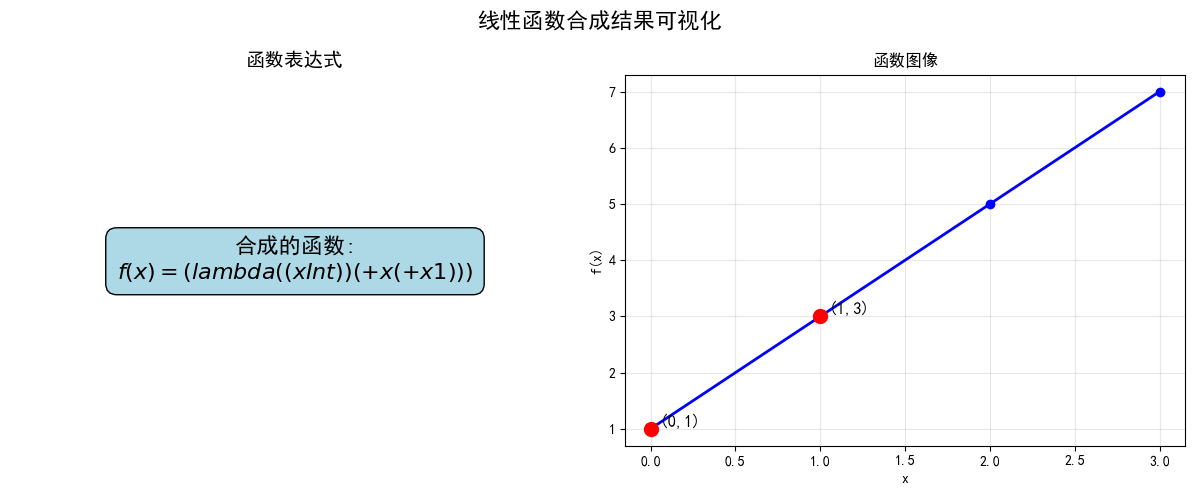 线性函数合成结果可视化
函数表达式
合成的函数:
f(x) = (lambda((xInt))(+x(+x1)))
函数图像
7
6
5
4
3
2
1
f(x)
(1,3)
(0,1)
0.0 0.5 1.0 1.5 2.0 2.5 3.0
x